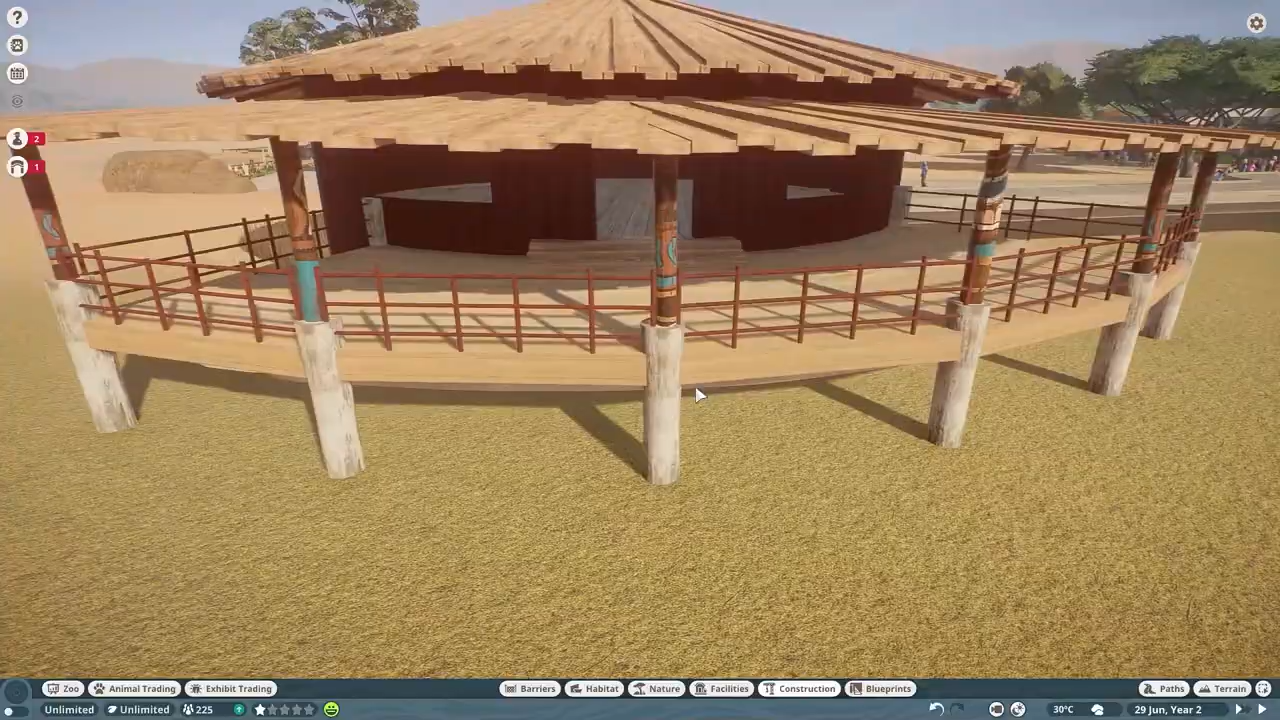 ?
2
1
Zoo Animal Trading Exhibit Trading Barriers Habitat Nature Facilities Construction Blueprints Paths Terrain
Unlimited Unlimited 225 30°C 29 Jun, Year 2